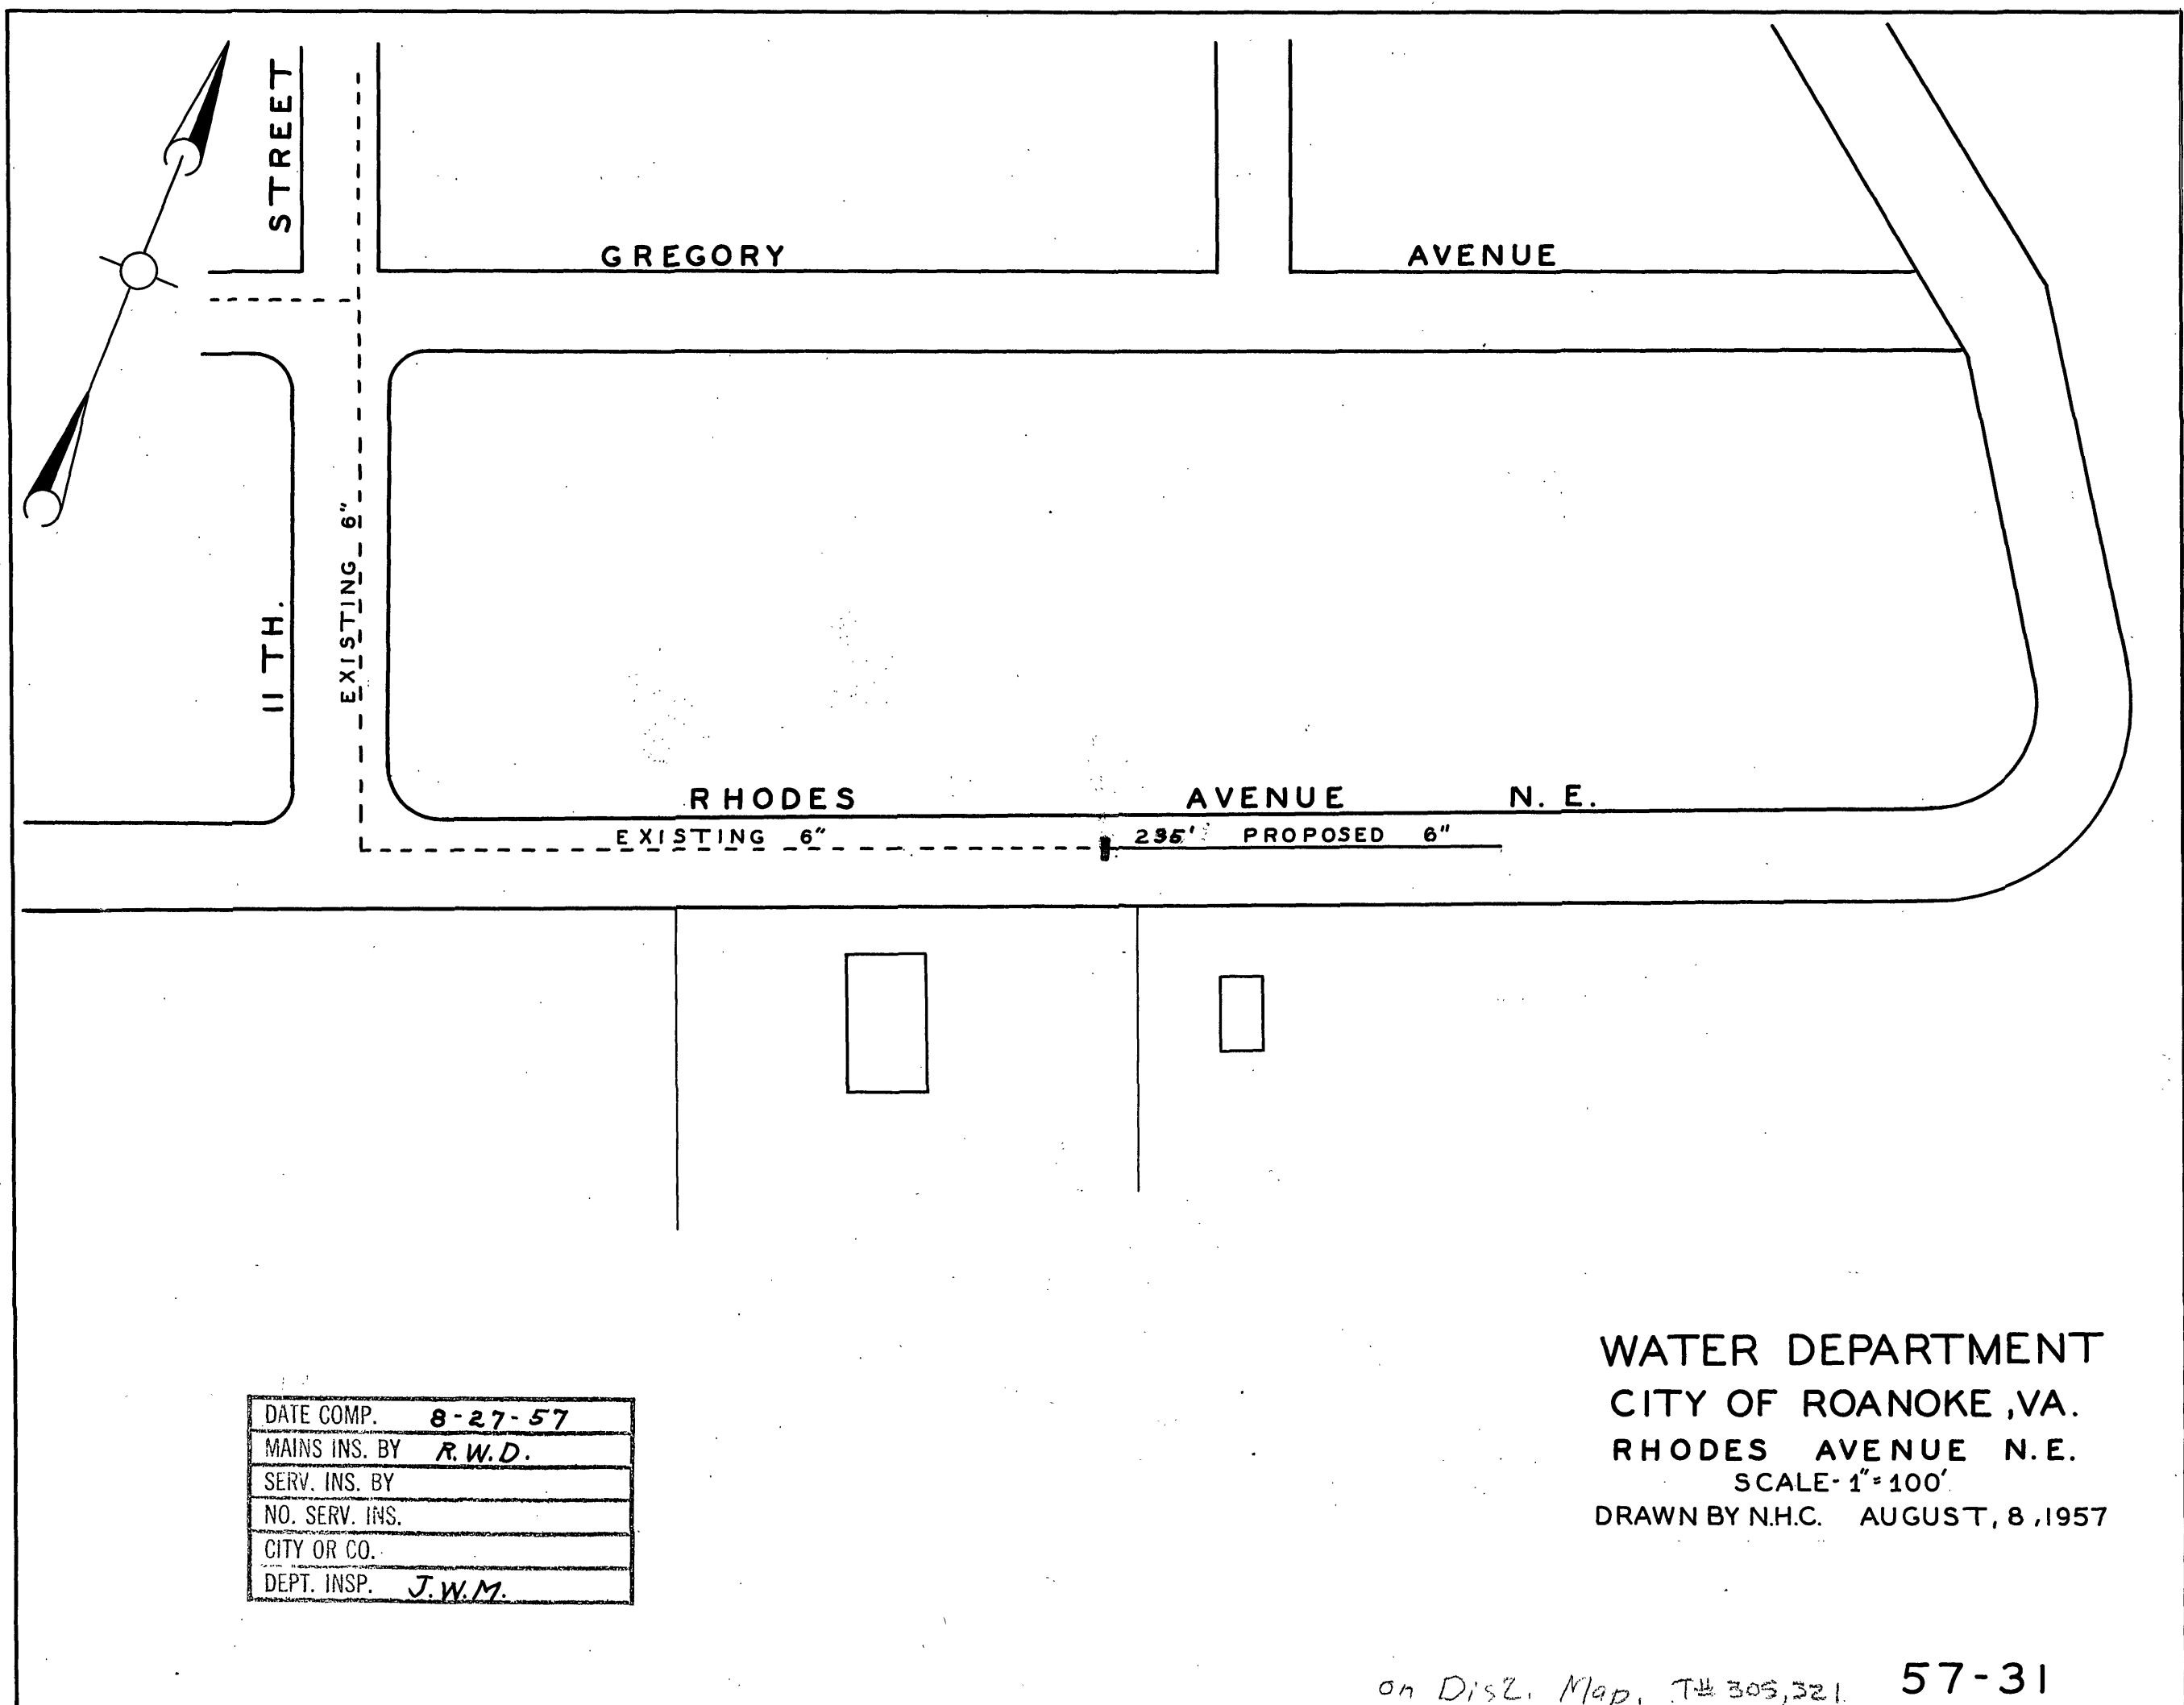 STREET
GREGORY AVENUE
EXISTING 6"
11 TH.
RHODES AVENUE N. E.
EXISTING 6" PROPOSED 6"
WATER DEPARTMENT
CITY OF ROANOKE, VA.
RHODES AVENUE N.E.
SCALE- 1"=100'
DRAWN BY N.H.C. AUGUST, 8, 1957
DATE COMP. 8-27-57
MAINS INS. BY R.W.D.
SERV. INS. BY
NO. SERV. INS.
CITY OR CO.
DEPT. INSP. J.W.M.
on Map, T# 305,321
57-31